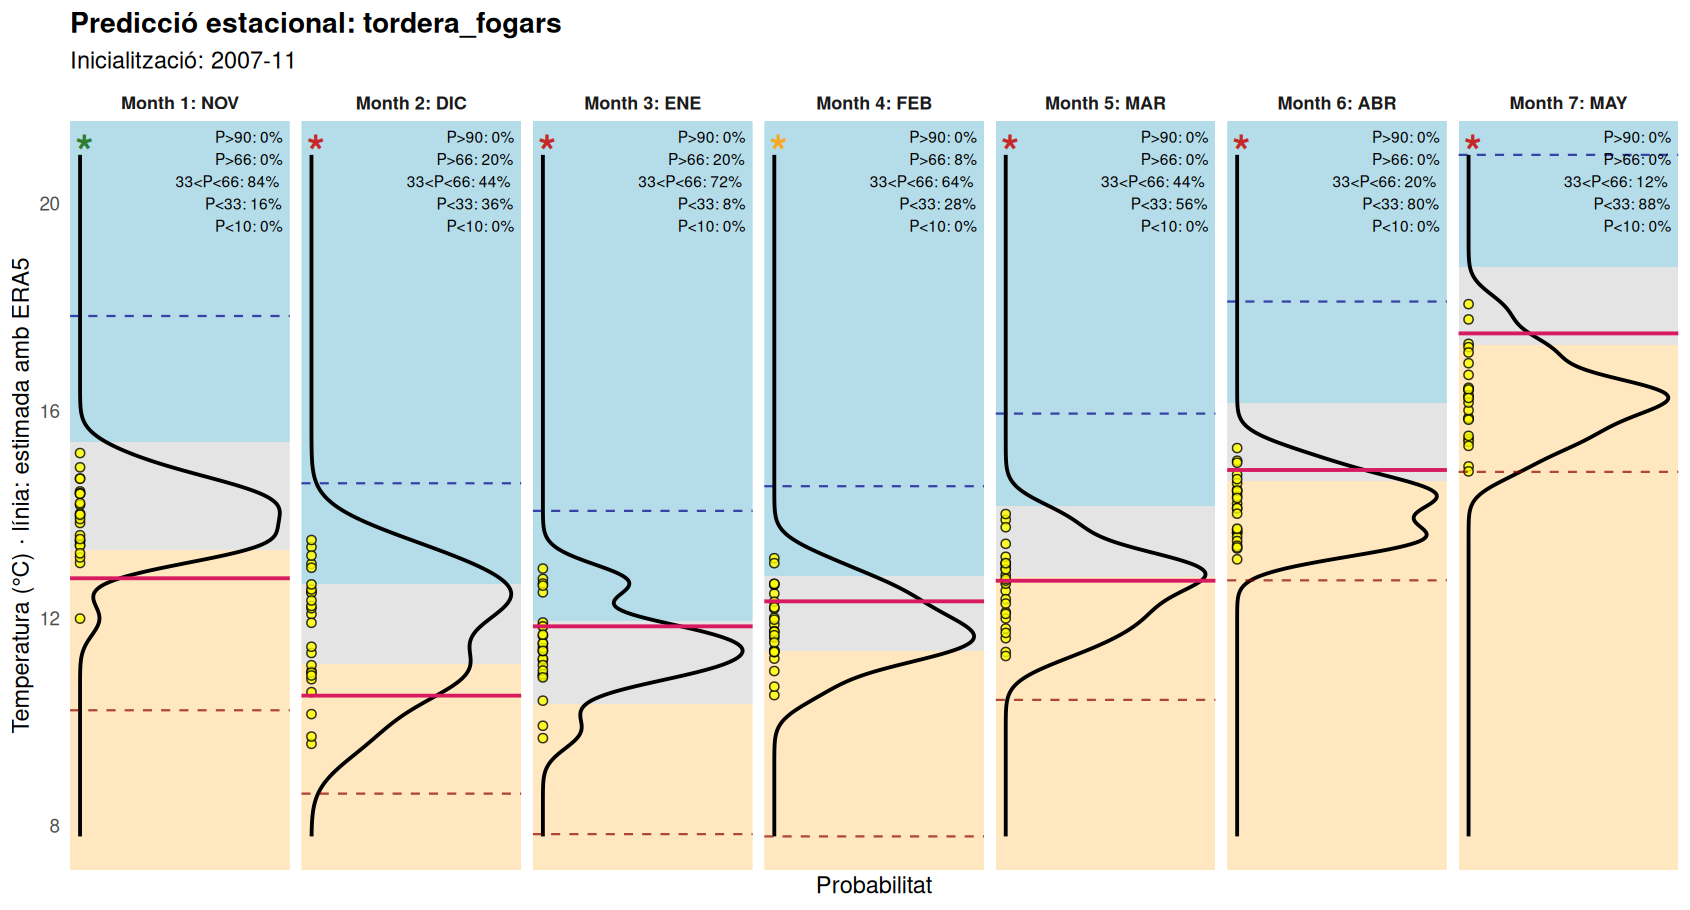 Predicció estacional: tordera_fogars
Inicialització: 2007-11
Month 1: NOV
Month 2: DIC
Month 3: ENE
Month 4: FEB
Month 5: MAR
Month 6: ABR
Month 7: MAY
*
P>90: 0%
P>66: 0%
33<P<66: 84%
P<33: 16%
P<10: 0%
*
P>90: 0%
P>66: 20%
33<P<66: 44%
P<33: 36%
P<10: 0%
*
P>90: 0%
P>66: 20%
33<P<66: 72%
P<33: 8%
P<10: 0%
*
P>90: 0%
P>66: 8%
33<P<66: 64%
P<33: 28%
P<10: 0%
*
P>90: 0%
P>66: 0%
33<P<66: 44%
P<33: 56%
P<10: 0%
*
P>90: 0%
P>66: 0%
33<P<66: 20%
P<33: 80%
P<10: 0%
*
P>90: 0%
P>66: 0%
33<P<66: 12%
P<33: 88%
P<10: 0%
20
16
12
8
Temperatura (°C) · línia: estimada amb ERA5
Probabilitat